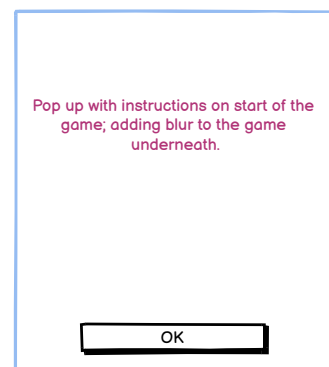 Pop up with instructions on start of the
game; adding blur to the game
underneath.
OK